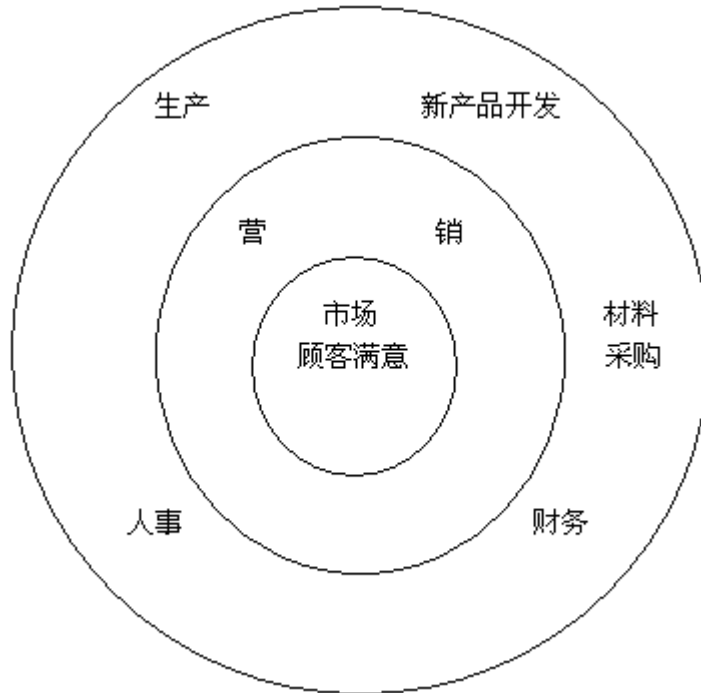 生产
新产品开发
营 销
市场
顾客满意
材料
采购
人事
财务